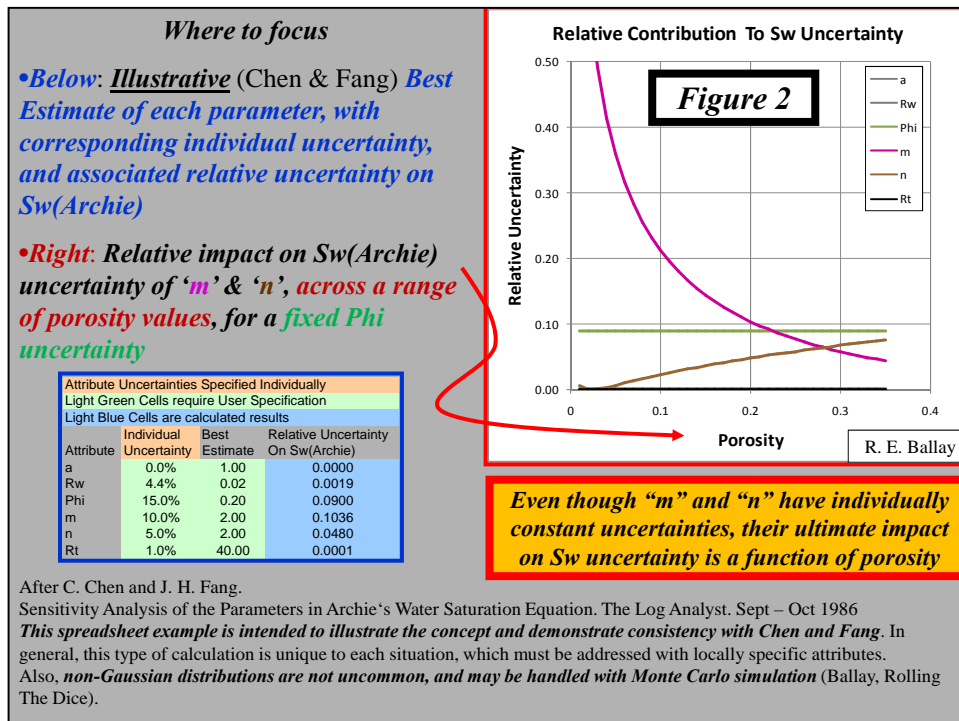 Where to focus
•Below: Illustrative (Chen & Fang) Best
Estimate of each parameter, with
corresponding individual uncertainty,
and associated relative uncertainty on
Sw(Archie)
•Right: Relative impact on Sw(Archie)
uncertainty of ‘m’ & ‘n’, across a range
of porosity values, for a fixed Phi
uncertainty
Attribute Uncertainties Specified Individually
Light Green Cells require User Specification
Light Blue Cells are calculated results
Individual Best Relative Uncertainty
Attribute Uncertainty Estimate On Sw(Archie)
a 0.0% 1.00 0.0000
Rw 4.4% 0.02 0.0019
Phi 15.0% 0.20 0.0900
m 10.0% 2.00 0.1036
n 5.0% 2.00 0.0480
Rt 1.0% 40.00 0.0001
Relative Contribution To Sw Uncertainty
Figure 2
a
Rw
Phi
m
n
Rt
Relative Uncertainty
0.50
0.40
0.30
0.20
0.10
0.00
0 0.1 0.2 0.3 0.4
Porosity
R. E. Ballay
Even though “m” and “n” have individually
constant uncertainties, their ultimate impact
on Sw uncertainty is a function of porosity
After C. Chen and J. H. Fang.
Sensitivity Analysis of the Parameters in Archie‘s Water Saturation Equation. The Log Analyst. Sept – Oct 1986
This spreadsheet example is intended to illustrate the concept and demonstrate consistency with Chen and Fang. In
general, this type of calculation is unique to each situation, which must be addressed with locally specific attributes.
Also, non-Gaussian distributions are not uncommon, and may be handled with Monte Carlo simulation (Ballay, Rolling
The Dice).